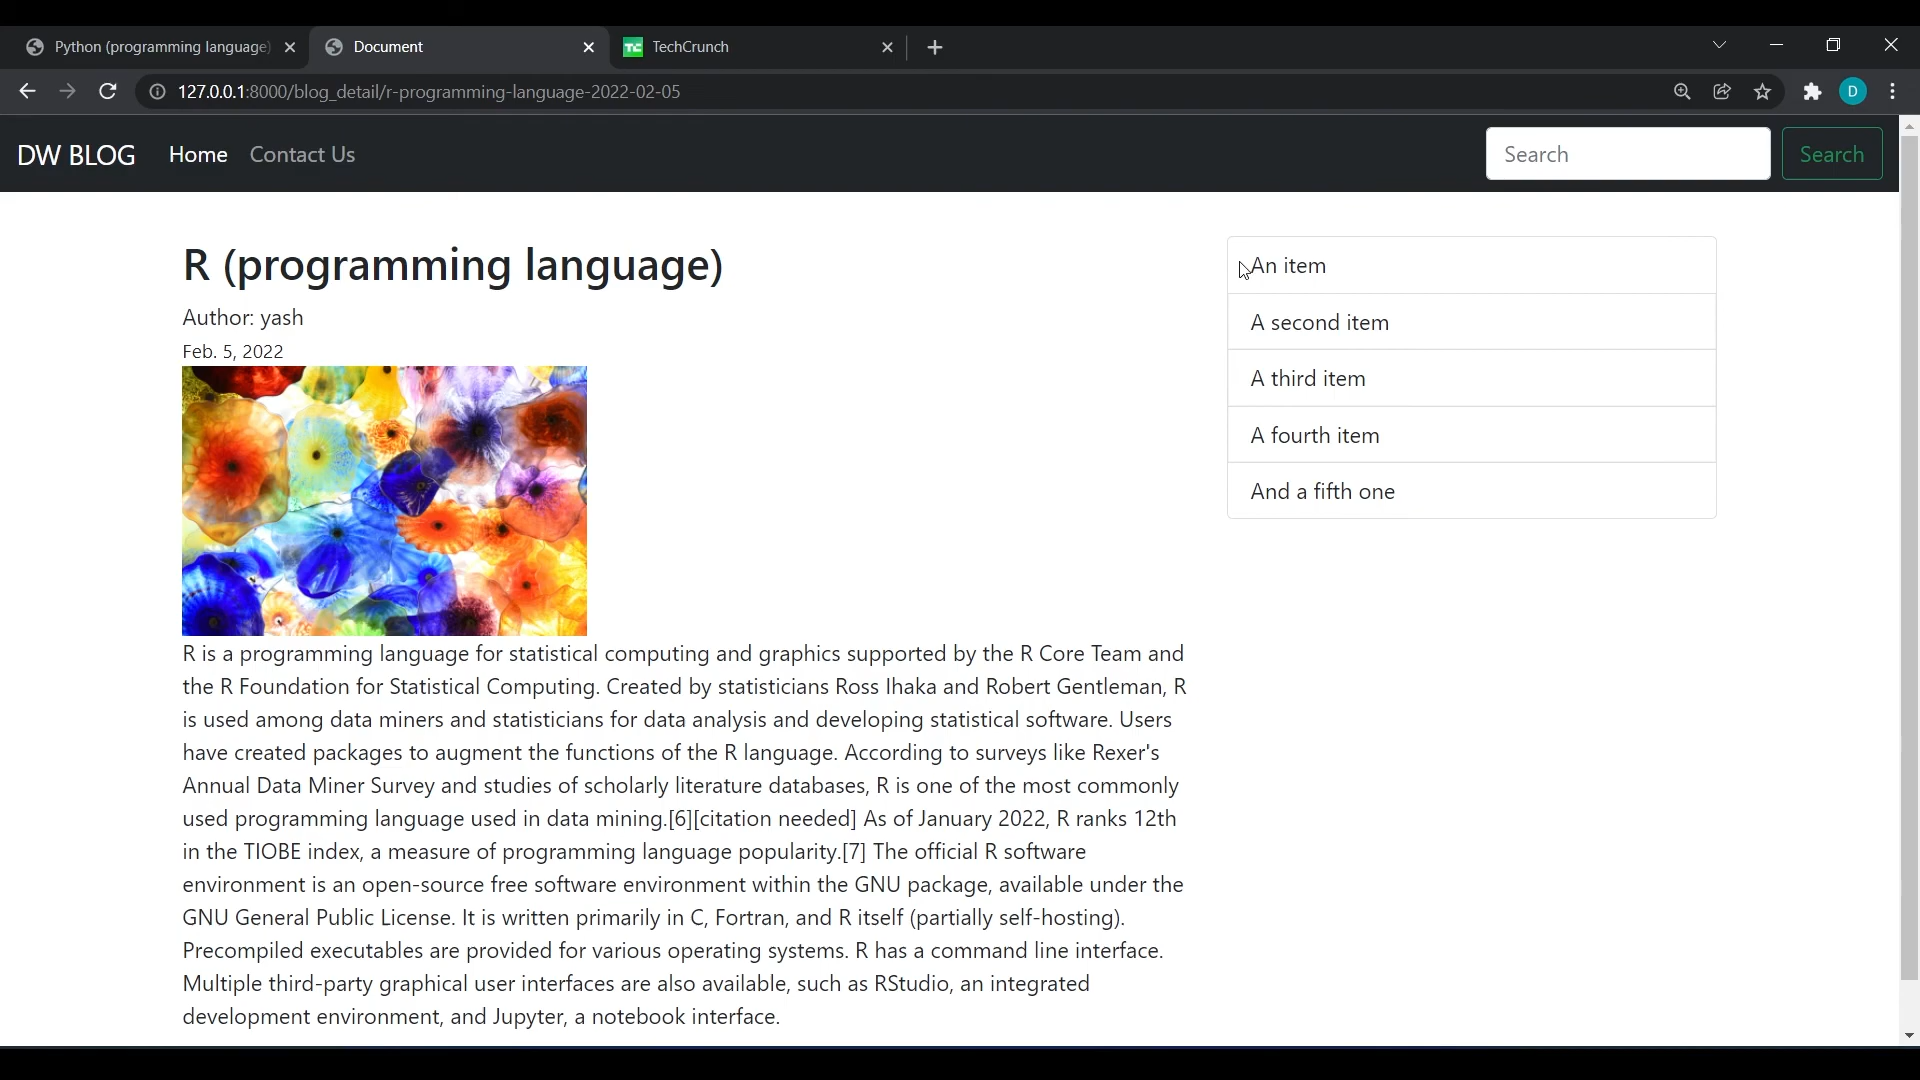 Python (programming language)
Document
TechCrunch
127.0.0.1:8000/blog_detail/r-programming-language-2022-02-05
D
DW BLOG
Home
Contact Us
Search
Search
R (programming language)
Author: yash
Feb. 5, 2022
R is a programming language for statistical computing and graphics supported by the R Core Team and
the R Foundation for Statistical Computing. Created by statisticians Ross Ihaka and Robert Gentleman, R
is used among data miners and statisticians for data analysis and developing statistical software. Users
have created packages to augment the functions of the R language. According to surveys like Rexer's
Annual Data Miner Survey and studies of scholarly literature databases, R is one of the most commonly
used programming language used in data mining.[6][citation needed] As of January 2022, R ranks 12th
in the TIOBE index, a measure of programming language popularity.[7] The official R software
environment is an open-source free software environment within the GNU package, available under the
GNU General Public License. It is written primarily in C, Fortran, and R itself (partially self-hosting).
Precompiled executables are provided for various operating systems. R has a command line interface.
Multiple third-party graphical user interfaces are also available, such as RStudio, an integrated
development environment, and Jupyter, a notebook interface.
An item
A second item
A third item
A fourth item
And a fifth one